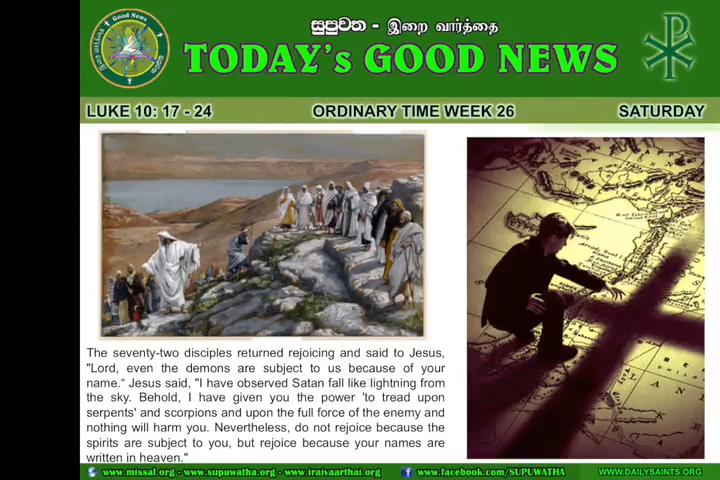 සුපුවත - இறை வார்த்தை
TODAY's GOOD NEWS
Good News
LUKE 10: 17 - 24
ORDINARY TIME WEEK 26
SATURDAY
The seventy-two disciples returned rejoicing and said to Jesus,
"Lord, even the demons are subject to us because of your
name.“ Jesus said, "I have observed Satan fall like lightning from
the sky. Behold, I have given you the power 'to tread upon
serpents' and scorpions and upon the full force of the enemy and
nothing will harm you. Nevertheless, do not rejoice because the
spirits are subject to you, but rejoice because your names are
written in heaven."
www.missal.org - www.supuwatha.org - www.iraivaarthai.org
www.facebook.com/SUPUWATHA
WWW.DAILYSAINTS.ORG